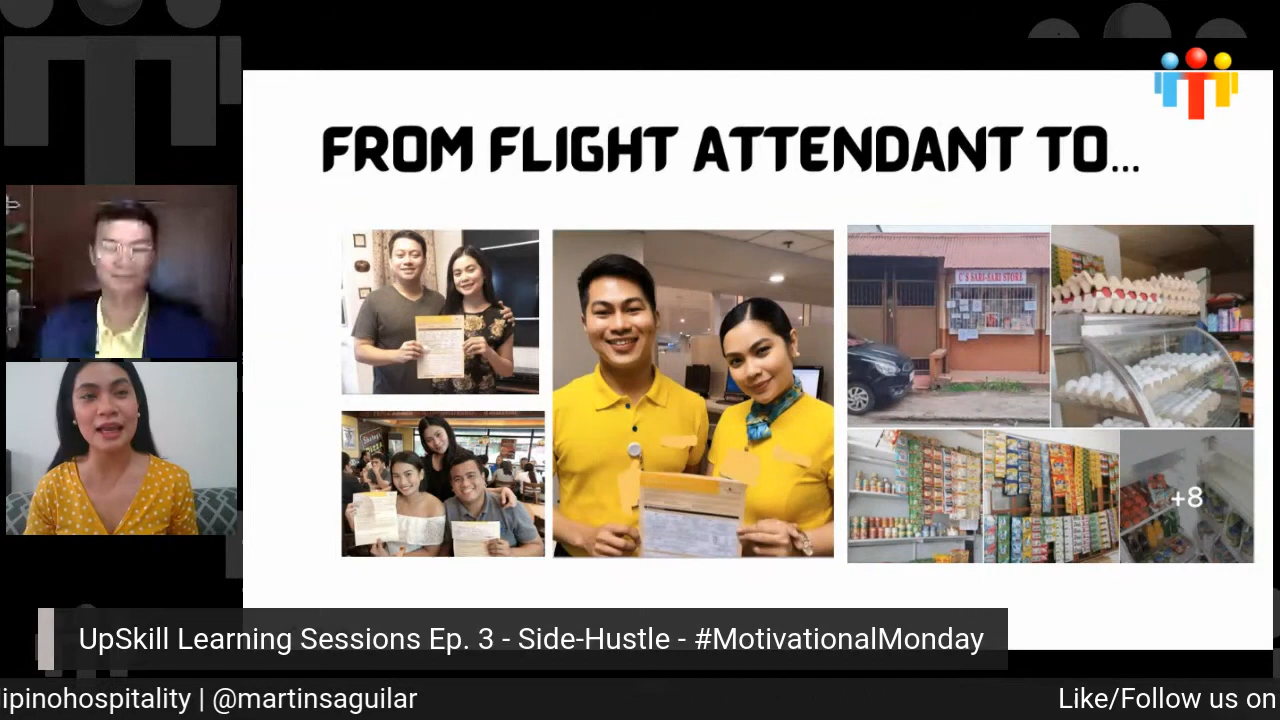 FROM FLIGHT ATTENDANT TO...
C'S SARI-SARI STORE
+8
UpSkill Learning Sessions Ep. 3 - Side-Hustle - #MotivationalMonday
ipinohospitality | @martinsaguilar
Like/Follow us on